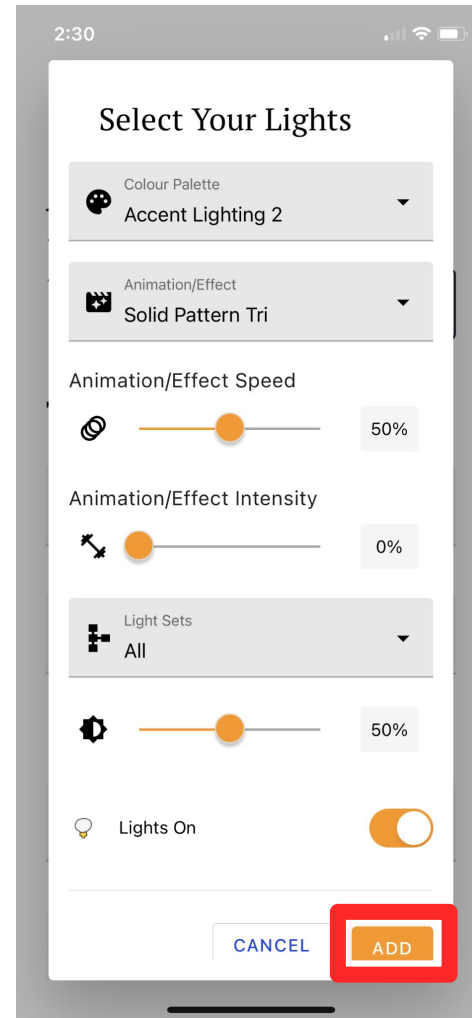 2:30
Select Your Lights
Colour Palette
Accent Lighting 2
Animation/Effect
Solid Pattern Tri
Animation/Effect Speed
50%
Animation/Effect Intensity
0%
Light Sets
All
50%
Lights On
CANCEL
ADD